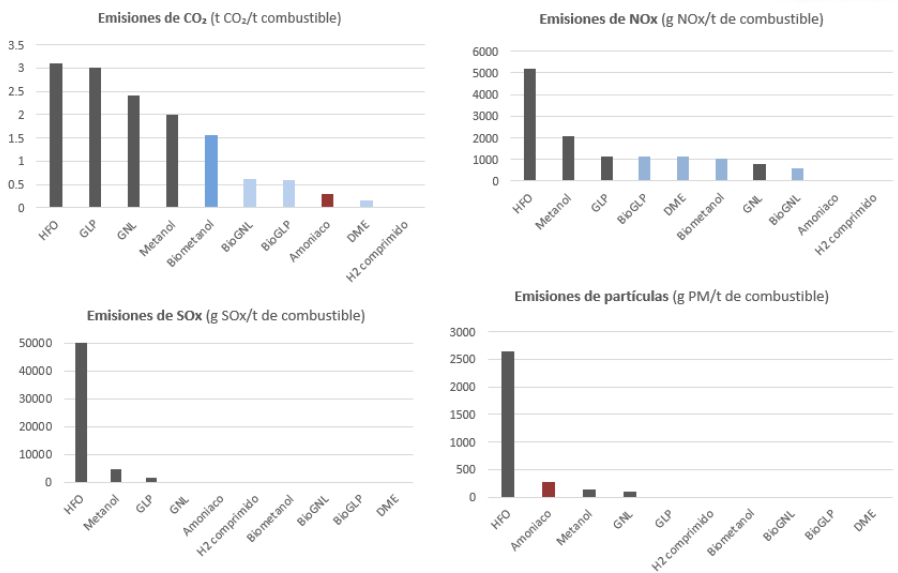 Emisiones de CO₂ (t CO₂/t combustible)
3.5
3
2.5
2
1.5
1
0.5
0
HFO
GLP
GNL
Metanol
Biometanol
BioGNL
BioGLP
Amoniaco
DME
H2 comprimido
Emisiones de NOx (g NOx/t de combustible)
6000
5000
4000
3000
2000
1000
0
HFO
Metanol
GLP
BioGLP
DME
Biometanol
GNL
BioGNL
Amoniaco
H2 comprimido
Emisiones de SOx (g SOx/t de combustible)
50000
40000
30000
20000
10000
0
HFO
Metanol
GLP
GNL
Amoniaco
H2 comprimido
Biometanol
BioGNL
BioGLP
DME
Emisiones de partículas (g PM/t de combustible)
3000
2500
2000
1500
1000
500
0
HFO
Amoniaco
Metanol
GNL
GLP
H2 comprimido
Biometanol
BioGNL
BioGLP
DME